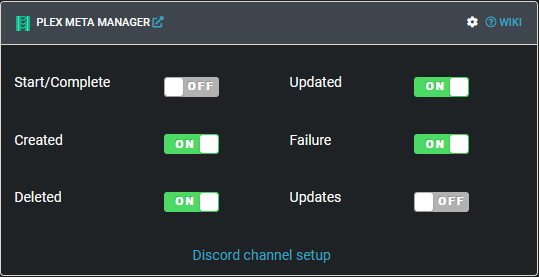 PLEX META MANAGER WIKI
Start/Complete OFF Updated ON
Created ON Failure ON
Deleted ON Updates OFF
Discord channel setup